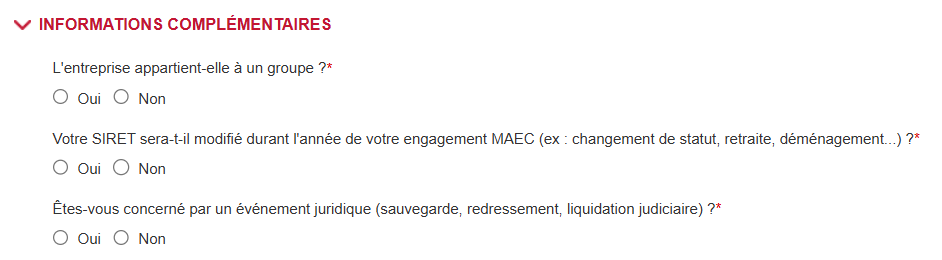 INFORMATIONS COMPLÉMENTAIRES
L'entreprise appartient-elle à un groupe ?*
Oui Non
Votre SIRET sera-t-il modifié durant l'année de votre engagement MAEC (ex : changement de statut, retraite, déménagement...) ?*
Oui Non
Êtes-vous concerné par un événement juridique (sauvegarde, redressement, liquidation judiciaire) ?*
Oui Non